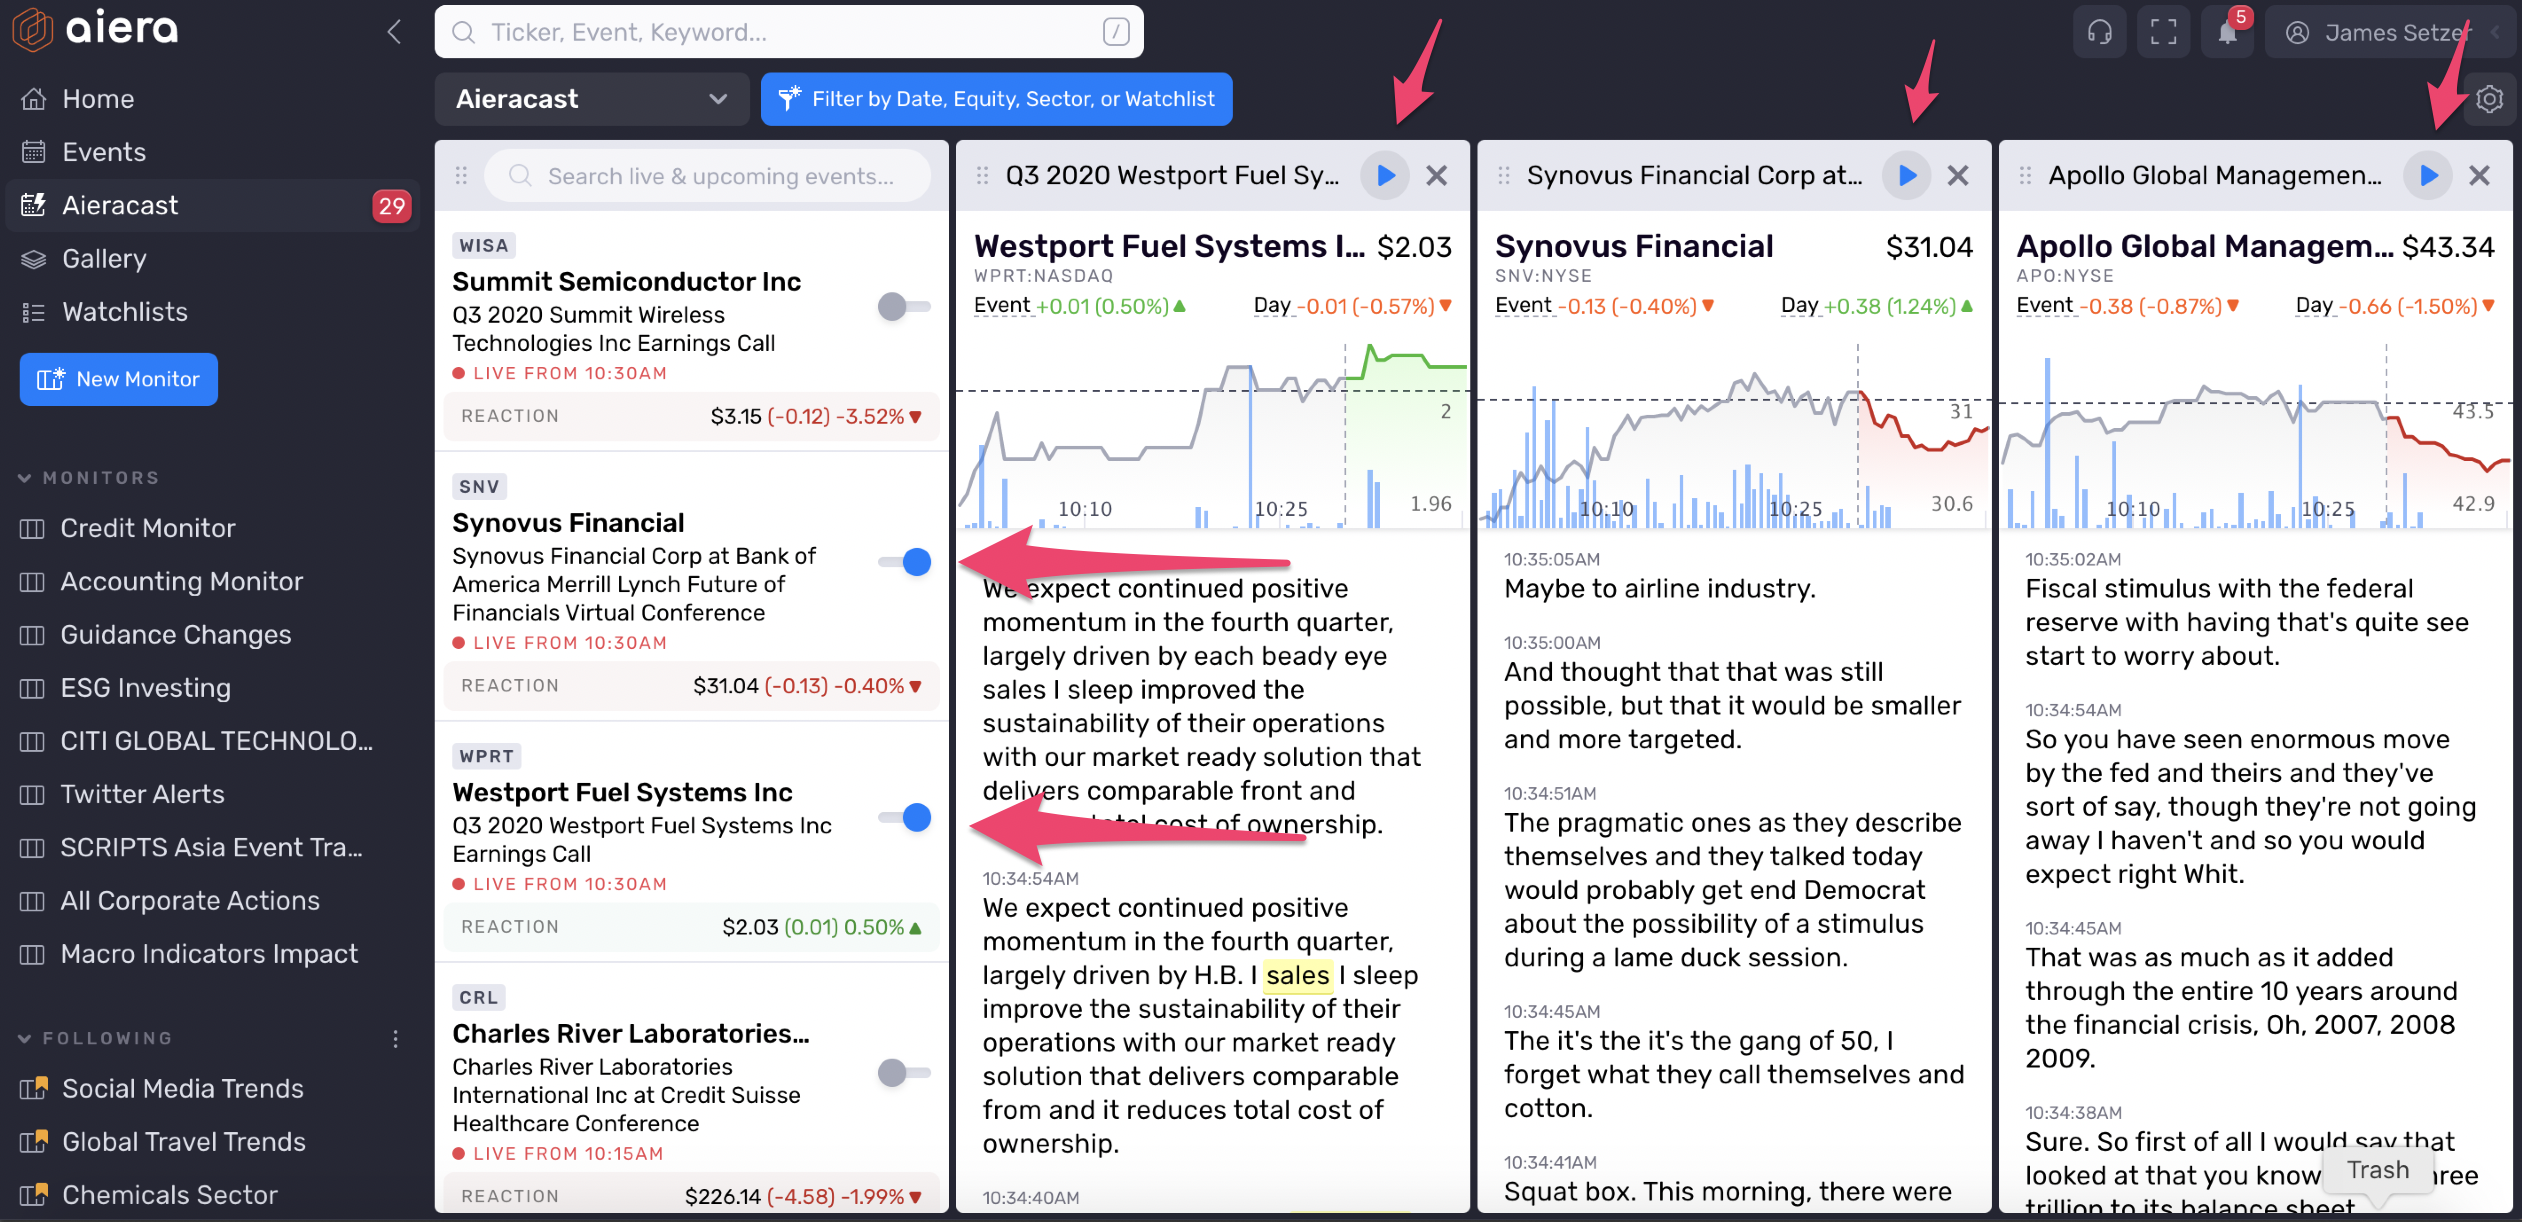 aiera
Home
Events
Aieracast
29
Gallery
Watchlists
New Monitor
MONITORS
Credit Monitor
Accounting Monitor
Guidance Changes
ESG Investing
CITI GLOBAL TECHNOLO...
Twitter Alerts
SCRIPTS Asia Event Tra...
All Corporate Actions
Macro Indicators Impact
FOLLOWING
Social Media Trends
Global Travel Trends
Chemicals Sector
Ticker, Event, Keyword...
/
5
James Setzer
Aieracast
Filter by Date, Equity, Sector, or Watchlist
Search live & upcoming events...
WISA
Summit Semiconductor Inc
Q3 2020 Summit Wireless
Technologies Inc Earnings Call
LIVE FROM 10:30AM
REACTION $3.15 (-0.12) -3.52%
SNV
Synovus Financial
Synovus Financial Corp at Bank of
America Merrill Lynch Future of
Financials Virtual Conference
LIVE FROM 10:30AM
REACTION $31.04 (-0.13) -0.40%
WPRT
Westport Fuel Systems Inc
Q3 2020 Westport Fuel Systems Inc
Earnings Call
LIVE FROM 10:30AM
REACTION $2.03 (0.01) 0.50%
CRL
Charles River Laboratories...
Charles River Laboratories
International Inc at Credit Suisse
Healthcare Conference
LIVE FROM 10:15AM
REACTION $226.14 (-4.58) -1.99%
Q3 2020 Westport Fuel Sy...
Westport Fuel Systems I... $2.03
WPRT:NASDAQ
Event +0.01 (0.50%) Day -0.01 (-0.57%)
2
10:10 10:25 1.96
We expect continued positive
momentum in the fourth quarter,
largely driven by each beady eye
sales I sleep improved the
sustainability of their operations
with our market ready solution that
delivers comparable front and
total cost of ownership.
10:34:54AM
We expect continued positive
momentum in the fourth quarter,
largely driven by H.B. I sales I sleep
improve the sustainability of their
operations with our market ready
solution that delivers comparable
from and it reduces total cost of
ownership.
10:34:40AM
Synovus Financial Corp at...
Synovus Financial $31.04
SNV:NYSE
Event -0.13 (-0.40%) Day +0.38 (1.24%)
31
10:10 10:25 30.6
10:35:05AM
Maybe to airline industry.
10:35:00AM
And thought that that was still
possible, but that it would be smaller
and more targeted.
10:34:51AM
The pragmatic ones as they describe
themselves and they talked today
would probably get end Democrat
about the possibility of a stimulus
during a lame duck session.
10:34:45AM
The it's the it's the gang of 50, I
forget what they call themselves and
cotton.
10:34:41AM
Squat box. This morning, there were
Apollo Global Managemen...
Apollo Global Managem... $43.34
APO:NYSE
Event -0.38 (-0.87%) Day -0.66 (-1.50%)
43.5
10:10 10:25 42.9
10:35:02AM
Fiscal stimulus with the federal
reserve with having that's quite see
start to worry about.
10:34:54AM
So you have seen enormous move
by the fed and theirs and they've
sort of say, though they're not going
away I haven't and so you would
expect right Whit.
10:34:45AM
That was as much as it added
through the entire 10 years around
the financial crisis, Oh, 2007, 2008
2009.
10:34:38AM
Sure. So first of all I would say that
looked at that you know
trillion to its balance sheet.
Trash